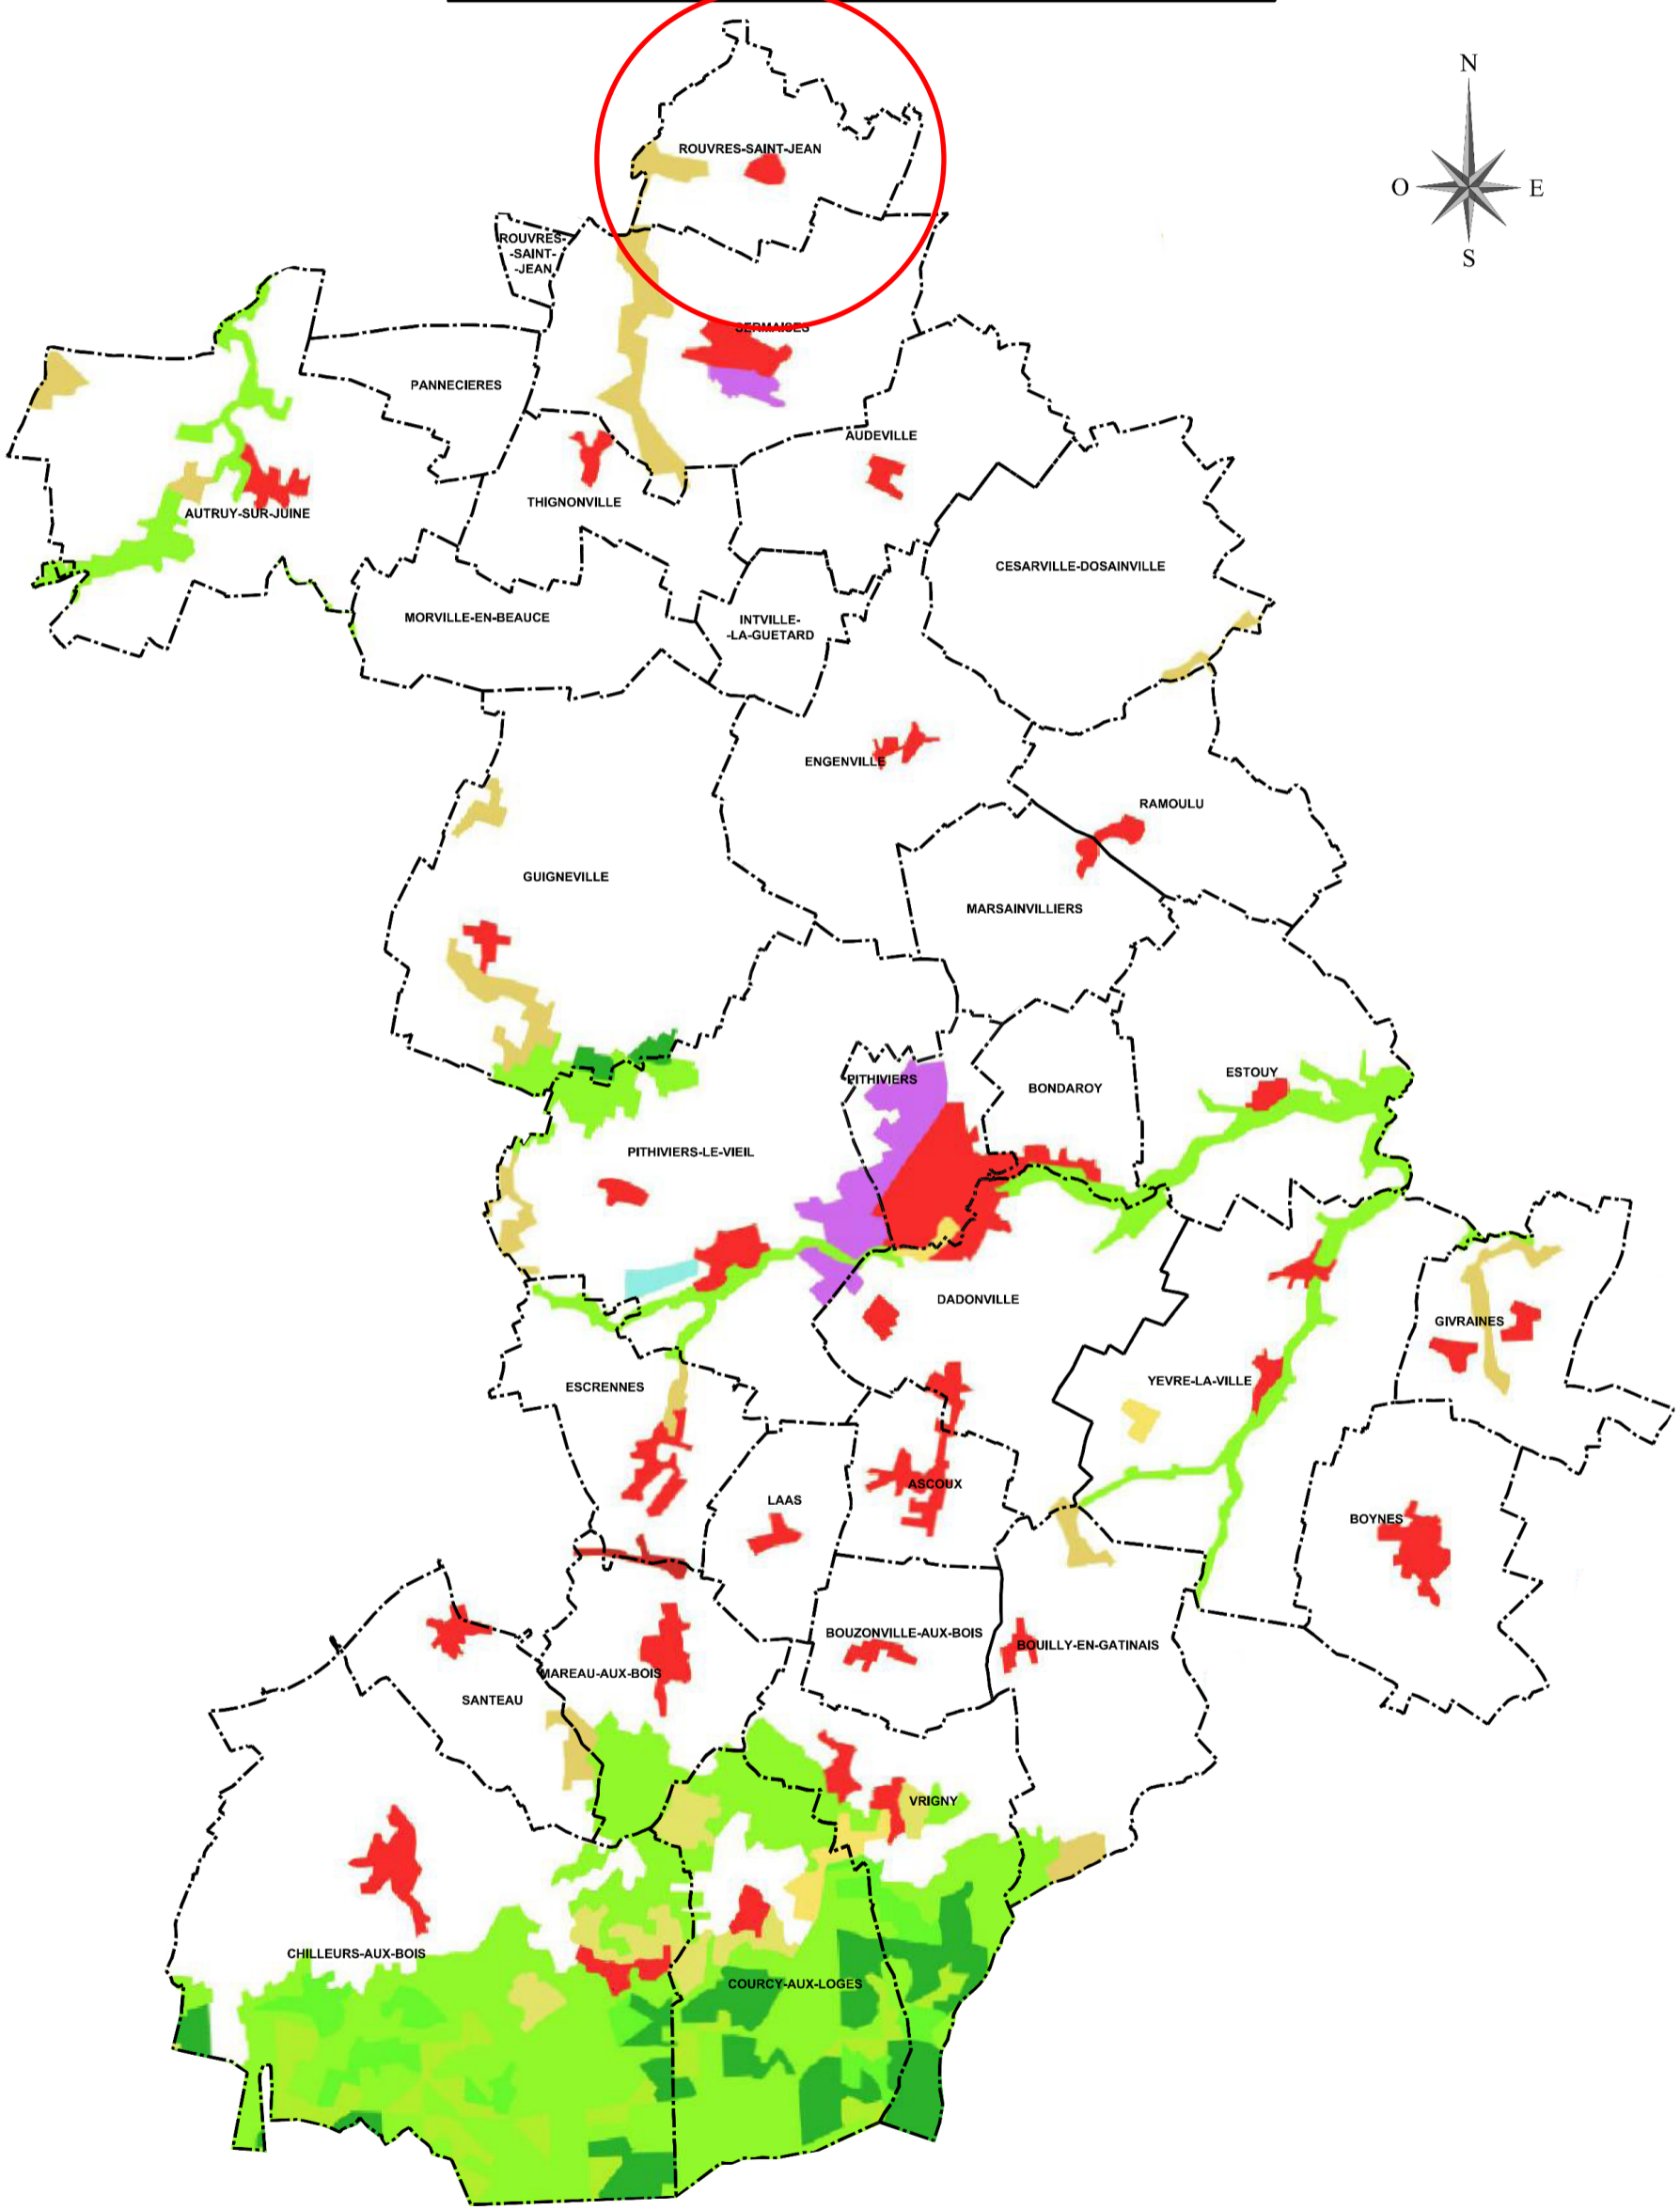 N
O
E
S
ROUVRES-SAINT-JEAN
ROUVRES-
-SAINT-
-JEAN
SERMAISES
PANNECIERES
AUDEVILLE
THIGNONVILLE
AUTRUY-SUR-JUINE
CESARVILLE-DOSAINVILLE
MORVILLE-EN-BEAUCE
INTVILLE-
-LA-GUETARD
ENGENVILLE
RAMOULU
GUIGNEVILLE
MARSAINVILLIERS
ESTOUY
PITHIVIERS
BONDAROY
PITHIVIERS-LE-VIEIL
DADONVILLE
GIVRAINES
YEVRE-LA-VILLE
ESCRENNES
ASCOUX
LAAS
BOYNES
BOUZONVILLE-AUX-BOIS
BOUILLY-EN-GATINAIS
MAREAU-AUX-BOIS
SANTEAU
VRIGNY
CHILLEURS-AUX-BOIS
COURCY-AUX-LOGES